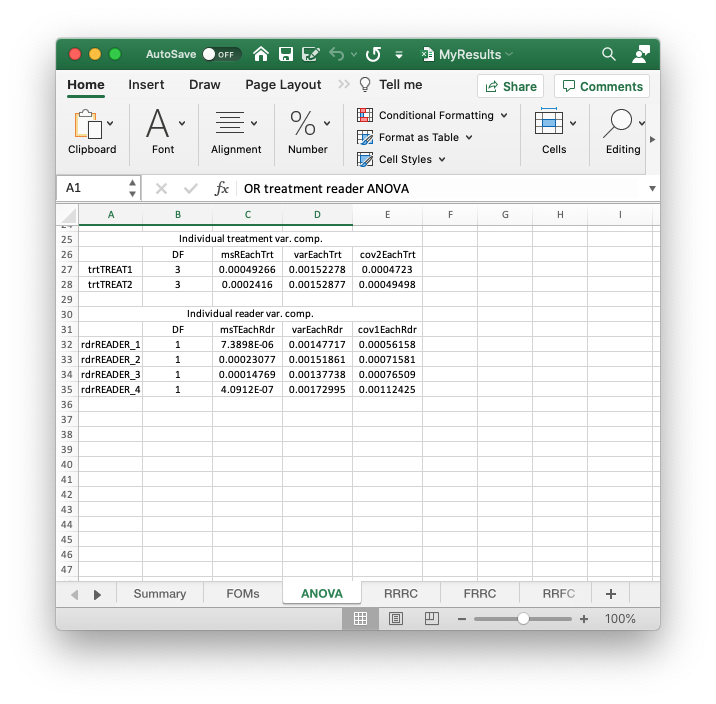 AutoSave OFF MyResults
Home Insert Draw Page Layout >> Tell me Share Comments
Conditional Formatting
Format as Table
Cell Styles
Clipboard Font Alignment Number Cells Editing
A1 fx OR treatment reader ANOVA
A B C D E F G H I
25 Individual treatment var. comp.
26 DF msREachTrt varEachTrt cov2EachTrt
27 trtTREAT1 3 0.00049266 0.00152278 0.0004723
28 trtTREAT2 3 0.0002416 0.00152877 0.00049498
29
30 Individual reader var. comp.
31 DF msTEachRdr varEachRdr cov1EachRdr
32 rdrREADER_1 1 7.3898E-06 0.00147717 0.00056158
33 rdrREADER_2 1 0.00023077 0.00151861 0.00071581
34 rdrREADER_3 1 0.00014769 0.00137738 0.00076509
35 rdrREADER_4 1 4.0912E-07 0.00172995 0.00112425
36
37
38
39
40
41
42
43
44
45
46
47
Summary FOMs ANOVA RRRC FRRC RRFC +
− + 100%